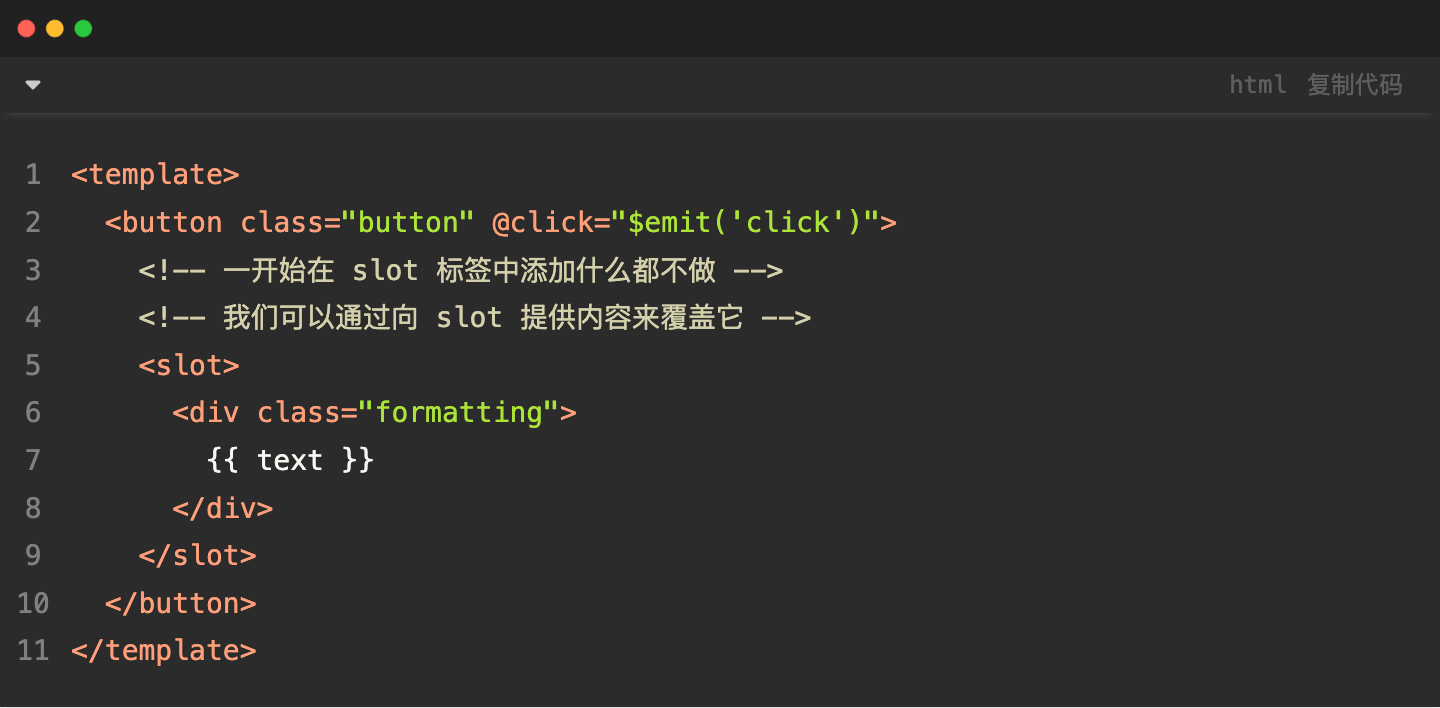 html 复制代码
1 <template>
2   <button class="button" @click="$emit('click')">
3     <!-- 一开始在 slot 标签中添加什么都不做 -->
4     <!-- 我们可以通过向 slot 提供内容来覆盖它 -->
5     <slot>
6       <div class="formatting">
7         {{ text }}
8       </div>
9     </slot>
10   </button>
11 </template>